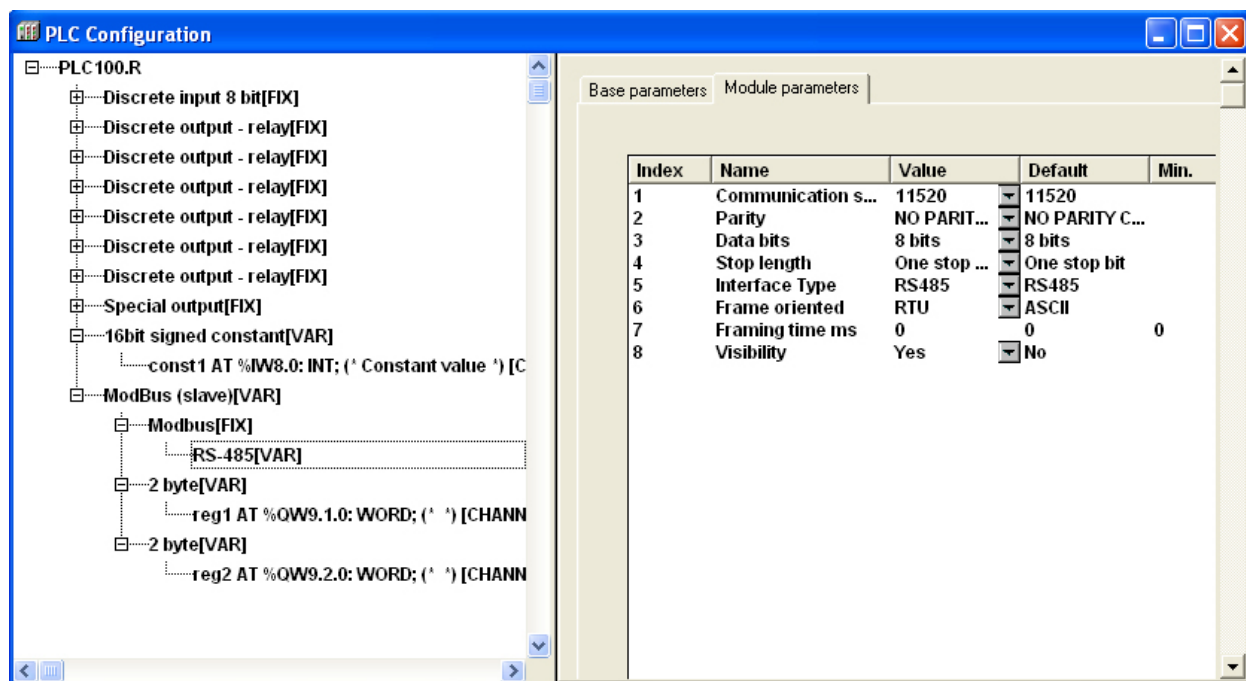 PLC Configuration
PLC100.R
Discrete input 8 bit[FIX]
Discrete output - relay[FIX]
Discrete output - relay[FIX]
Discrete output - relay[FIX]
Discrete output - relay[FIX]
Discrete output - relay[FIX]
Discrete output - relay[FIX]
Special output[FIX]
16bit signed constant[VAR]
const1 AT %IW8.0: INT; (* Constant value *) [C
ModBus (slave)[VAR]
Modbus[FIX]
RS-485[VAR]
2 byte[VAR]
reg1 AT %QW9.1.0: WORD; (* *) [CHANN
2 byte[VAR]
reg2 AT %QW9.2.0: WORD; (* *) [CHANN
Base parameters Module parameters
Index Name Value Default Min.
1 Communication s... 11520 11520
2 Parity NO PARIT... NO PARITY C...
3 Data bits 8 bits 8 bits
4 Stop length One stop ... One stop bit
5 Interface Type RS485 RS485
6 Frame oriented RTU ASCII
7 Framing time ms 0 0 0
8 Visibility Yes No